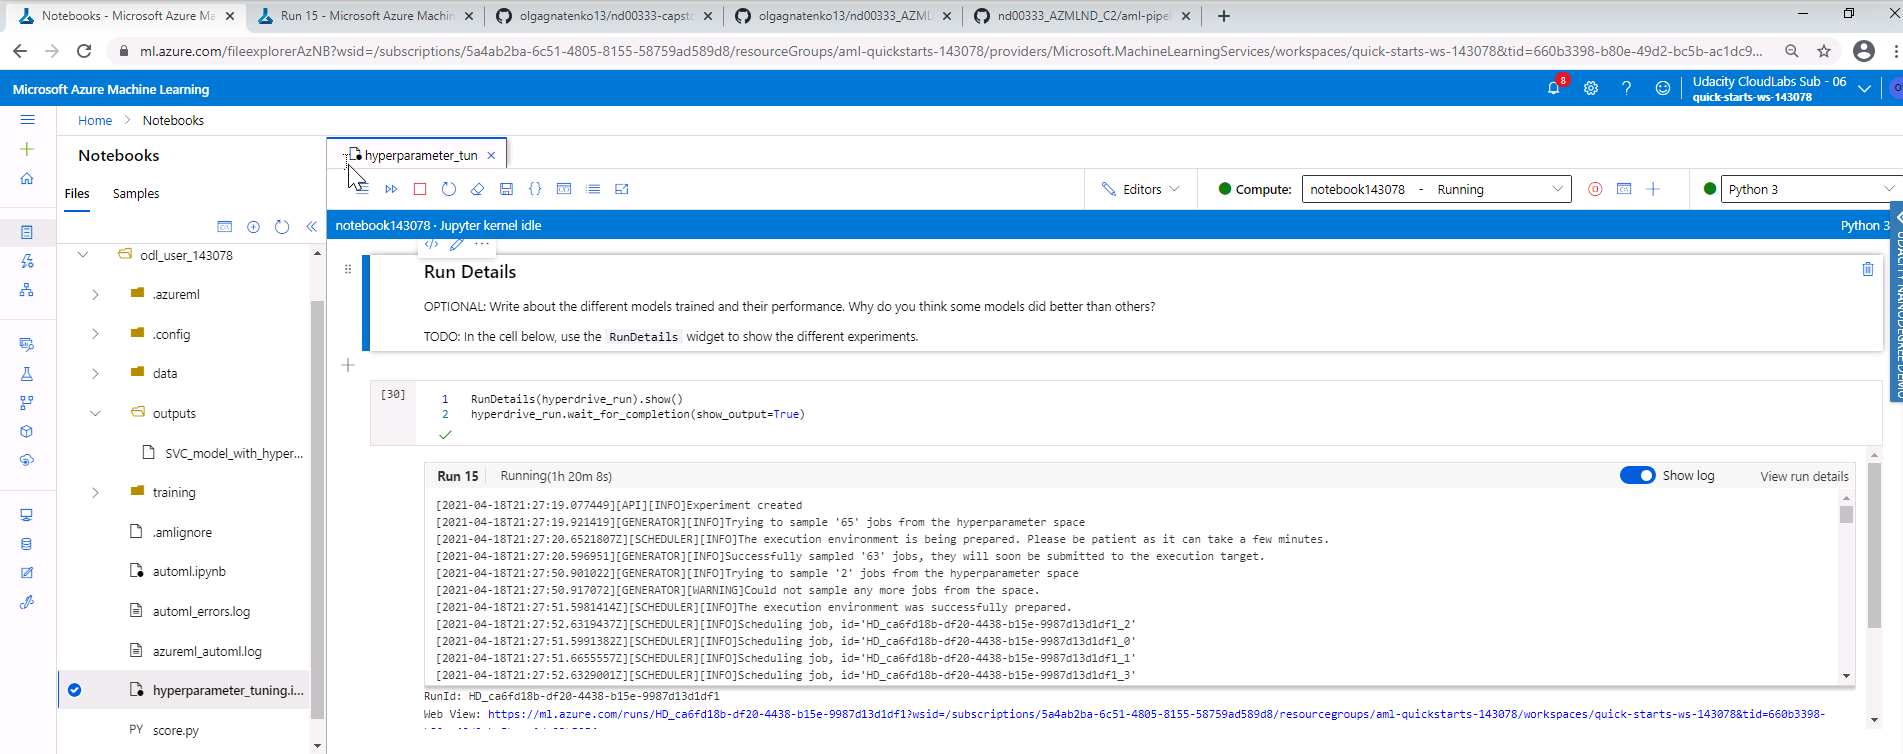 Notebooks - Microsoft Azure Ma
Run 15 - Microsoft Azure Machin
olgagnatenko13/nd00333-capsto
olgagnatenko13/nd00333_AZML
nd00333_AZMLND_C2/aml-pipel
ml.azure.com/fileexplorerAzNB?wsid=/subscriptions/5a4ab2ba-6c51-4805-8155-58759ad589d8/resourceGroups/aml-quickstarts-143078/providers/Microsoft.MachineLearningServices/workspaces/quick-starts-ws-143078&tid=660b3398-b80e-49d2-bc5b-ac1dc9...
Microsoft Azure Machine Learning
8
Udacity CloudLabs Sub - 06
quick-starts-ws-143078
Home > Notebooks
Notebooks
Files
Samples
hyperparameter_tun
Editors
Compute:
notebook143078 - Running
Python 3
notebook143078 · Jupyter kernel idle
Python 3
odl_user_143078
.azureml
.config
data
outputs
SVC_model_with_hyper...
training
.amlignore
automl.ipynb
automl_errors.log
azureml_automl.log
hyperparameter_tuning.i...
PY score.py
Run Details
OPTIONAL: Write about the different models trained and their performance. Why do you think some models did better than others?
TODO: In the cell below, use the RunDetails widget to show the different experiments.
[30]
1 RunDetails(hyperdrive_run).show()
2 hyperdrive_run.wait_for_completion(show_output=True)
Run 15
Running(1h 20m 8s)
Show log
View run details
[2021-04-18T21:27:19.077449][API][INFO]Experiment created
[2021-04-18T21:27:19.921419][GENERATOR][INFO]Trying to sample '65' jobs from the hyperparameter space
[2021-04-18T21:27:20.6521807Z][SCHEDULER][INFO]The execution environment is being prepared. Please be patient as it can take a few minutes.
[2021-04-18T21:27:20.596951][GENERATOR][INFO]Successfully sampled '63' jobs, they will soon be submitted to the execution target.
[2021-04-18T21:27:50.901022][GENERATOR][INFO]Trying to sample '2' jobs from the hyperparameter space
[2021-04-18T21:27:50.917072][GENERATOR][WARNING]Could not sample any more jobs from the space.
[2021-04-18T21:27:51.5981414Z][SCHEDULER][INFO]The execution environment was successfully prepared.
[2021-04-18T21:27:52.6319437Z][SCHEDULER][INFO]Scheduling job, id='HD_ca6fd18b-df20-4438-b15e-9987d13d1df1_2'
[2021-04-18T21:27:51.5991382Z][SCHEDULER][INFO]Scheduling job, id='HD_ca6fd18b-df20-4438-b15e-9987d13d1df1_0'
[2021-04-18T21:27:51.6655557Z][SCHEDULER][INFO]Scheduling job, id='HD_ca6fd18b-df20-4438-b15e-9987d13d1df1_1'
[2021-04-18T21:27:52.6329001Z][SCHEDULER][INFO]Scheduling job, id='HD_ca6fd18b-df20-4438-b15e-9987d13d1df1_3'
RunId: HD_ca6fd18b-df20-4438-b15e-9987d13d1df1
Web View: https://ml.azure.com/runs/HD_ca6fd18b-df20-4438-b15e-9987d13d1df1?wsid=/subscriptions/5a4ab2ba-6c51-4805-8155-58759ad589d8/resourcegroups/aml-quickstarts-143078/workspaces/quick-starts-ws-143078&tid=660b3398-
UDACITY NANODEGREE DEMO